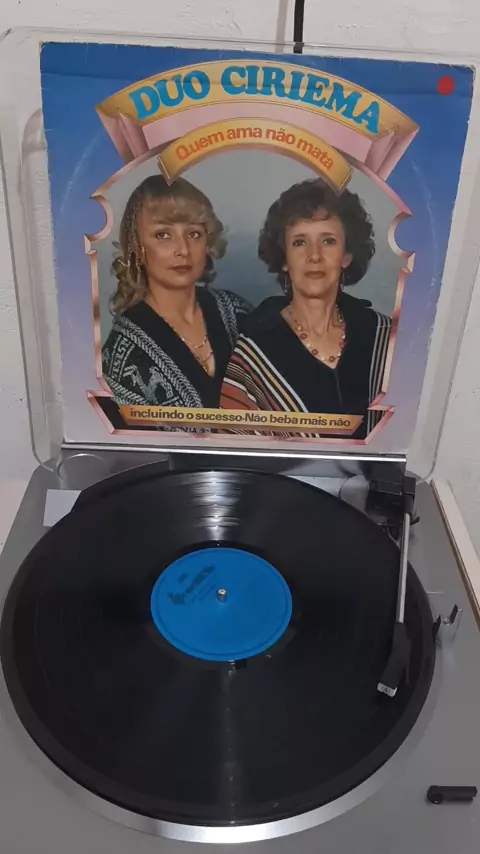 DUO CIRIEMA
Quem ama não mata
incluindo o sucesso-Não beba mais não